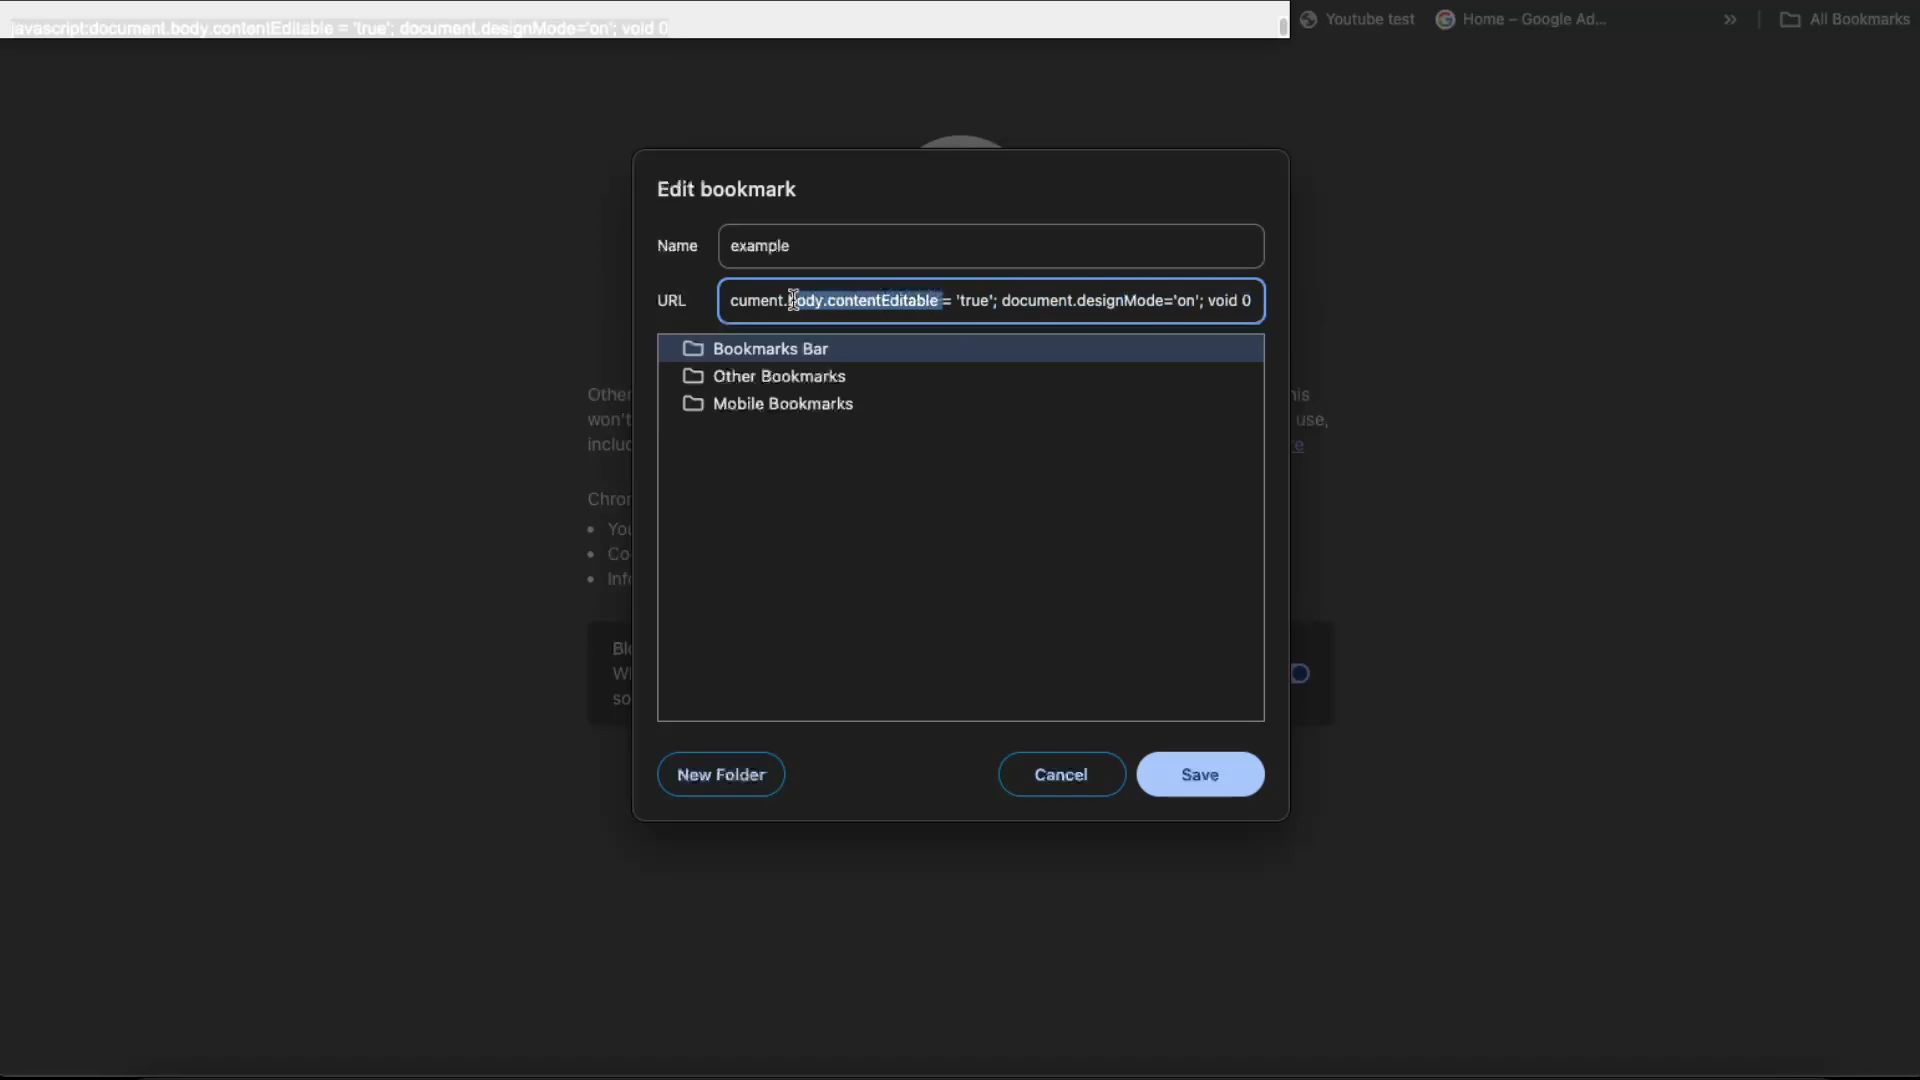 javascript:document.body.contentEditable = 'true'; document.designMode='on'; void 0
Youtube test
Home – Google Ad...
All Bookmarks
Edit bookmark
Name
example
URL
cument.body.contentEditable = 'true'; document.designMode='on'; void 0
Bookmarks Bar
Other Bookmarks
Mobile Bookmarks
use,
New Folder
Cancel
Save